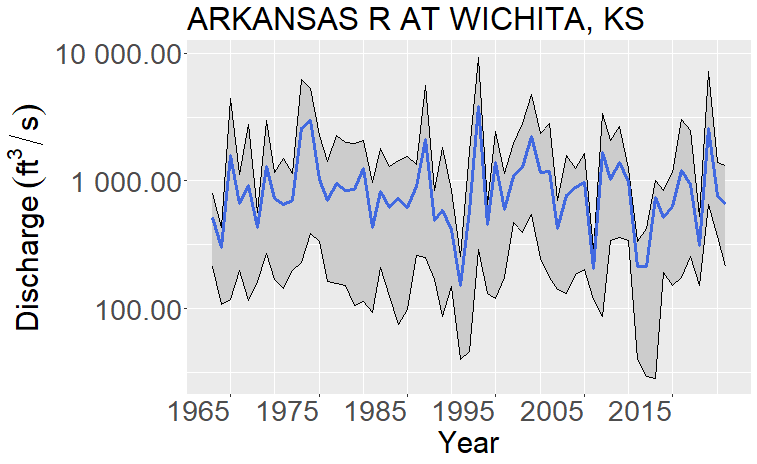 ARKANSAS R AT WICHITA, KS
10 000.00
1 000.00
100.00
Discharge (ft³/s)
1965 1975 1985 1995 2005 2015
Year